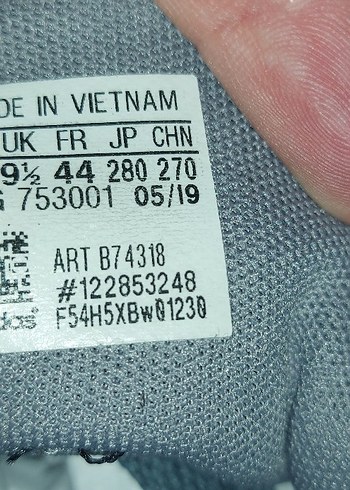 DE IN VIETNAM
UK FR JP CHN
9½ 44 280 270
G 753001 05/19
ART B74318
#122853248
das® F54H5XBw01230